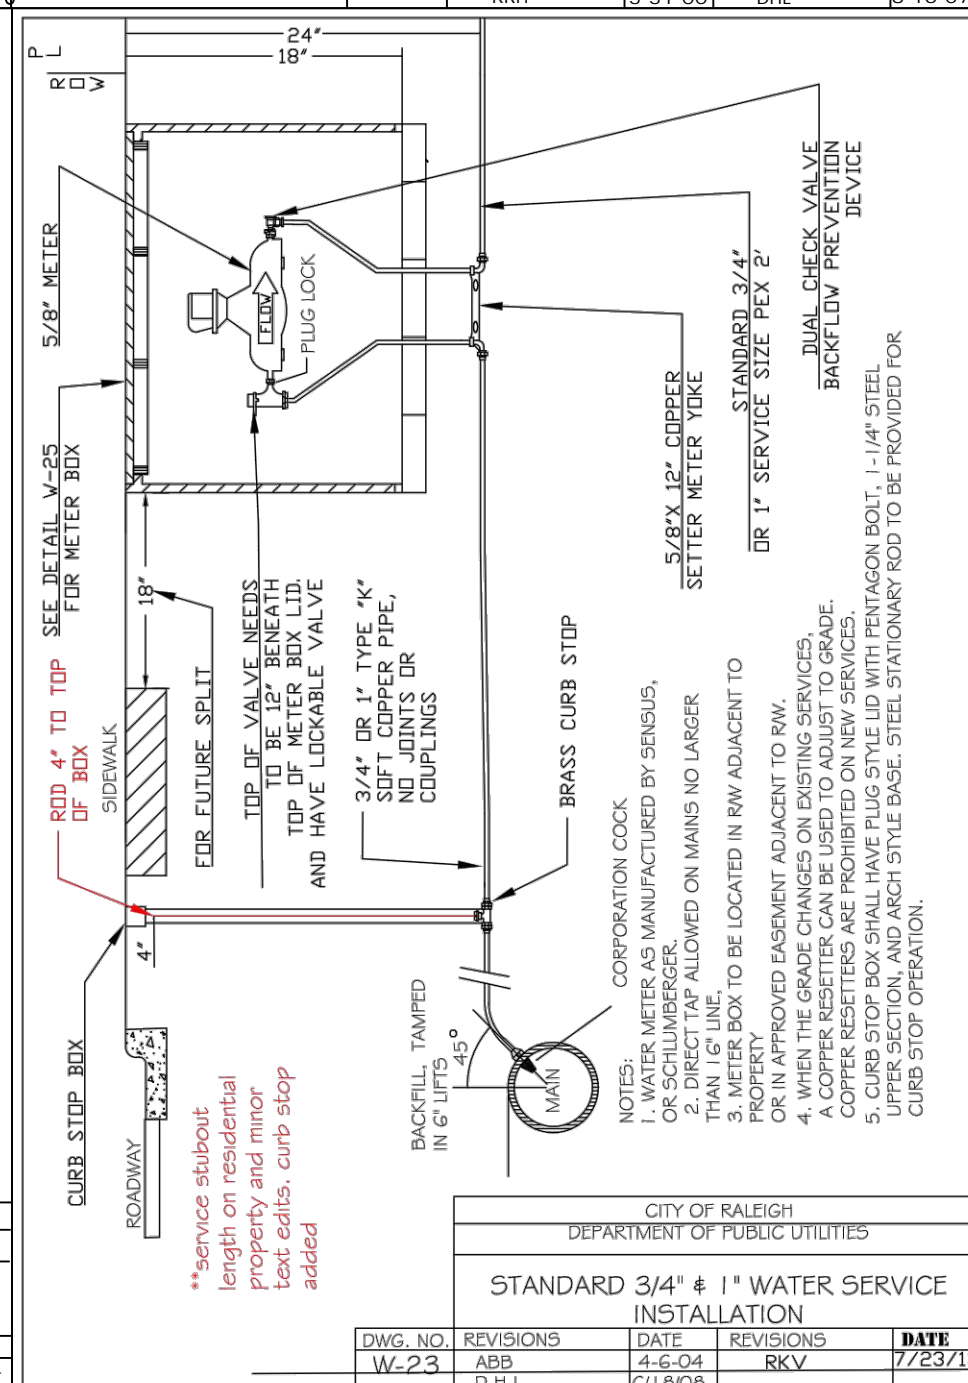 24"
18"
P
L
ROW
5/8" METER
SEE DETAIL W-25
FOR METER BOX
ROD 4" TO TOP
OF BOX
SIDEWALK
CURB STOP BOX
ROADWAY
4"
18"
FOR FUTURE SPLIT
FLOW
PLUG LOCK
TOP OF VALVE NEEDS
TO BE 12" BENEATH
TOP OF METER BOX LID.
AND HAVE LOCKABLE VALVE
3/4" OR 1" TYPE "K"
SOFT COPPER PIPE,
NO JOINTS OR
COUPLINGS
BRASS CURB STOP
DUAL CHECK VALVE
BACKFLOW PREVENTION
DEVICE
STANDARD 3/4"
OR 1" SERVICE SIZE PEX 2'
5/8"X 12" COPPER
SETTER METER YOKE
BACKFILL, TAMPED
IN 6" LIFTS
45°
CORPORATION COCK
MAIN
**service stubout
length on residential
property and minor
text edits. curb stop
added
NOTES:
1. WATER METER AS MANUFACTURED BY SENSUS,
OR SCHLUMBERGER.
2. DIRECT TAP ALLOWED ON MAINS NO LARGER
THAN 16" LINE,
3. METER BOX TO BE LOCATED IN R/W ADJACENT TO
PROPERTY
OR IN APPROVED EASEMENT ADJACENT TO R/W.
4. WHEN THE GRADE CHANGES ON EXISTING SERVICES,
A COPPER RESETTER CAN BE USED TO ADJUST TO GRADE.
COPPER RESETTERS ARE PROHIBITED ON NEW SERVICES.
5. CURB STOP BOX SHALL HAVE PLUG STYLE LID WITH PENTAGON BOLT, 1-1/4" STEEL
UPPER SECTION, AND ARCH STYLE BASE. STEEL STATIONARY ROD TO BE PROVIDED FOR
CURB STOP OPERATION.
CITY OF RALEIGH
DEPARTMENT OF PUBLIC UTILITIES
STANDARD 3/4" & 1" WATER SERVICE
INSTALLATION
DWG. NO. REVISIONS DATE REVISIONS DATE
W-23 ABB 4-6-04 RKV 7/23/1